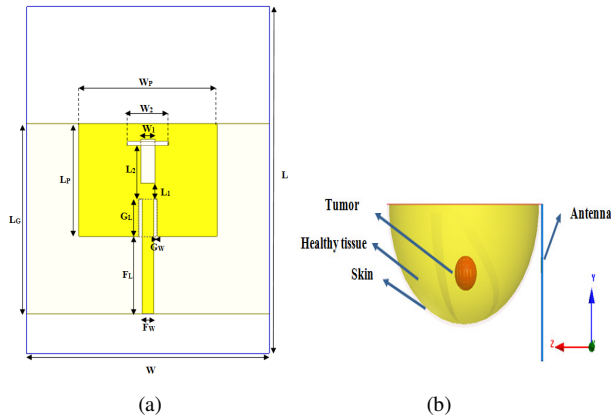 WP
W2
W1
L2
L1
LP
GL
GW
LG
FL
FW
L
W
Tumor
Healthy tissue
Skin
Antenna
Y
Z
(a)
(b)